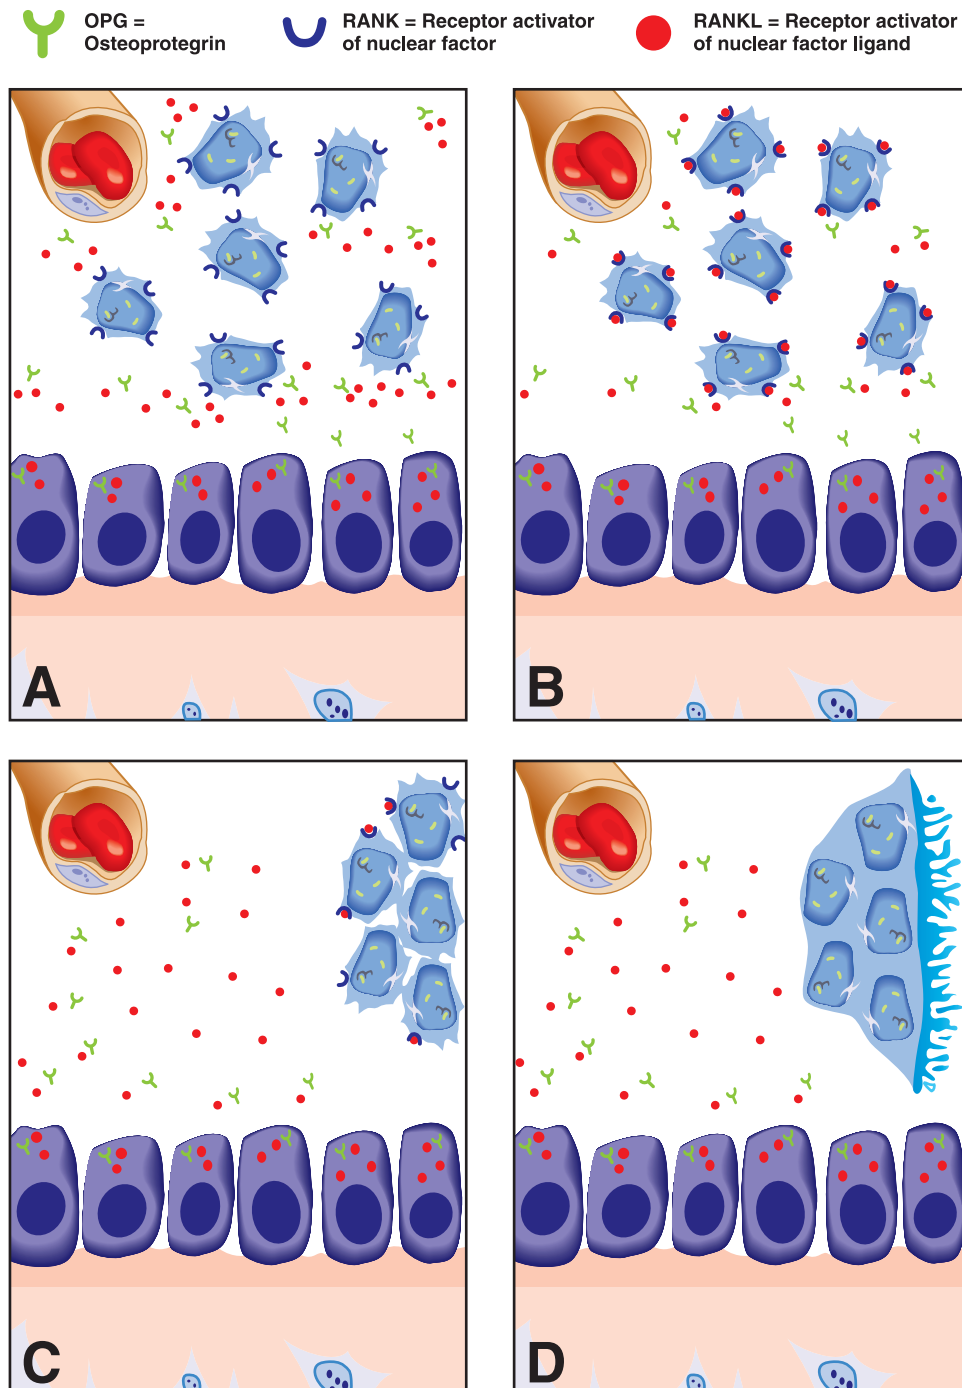 OPG =
Osteoprotegrin
RANK = Receptor activator
of nuclear factor
RANKL = Receptor activator
of nuclear factor ligand
A
B
C
D